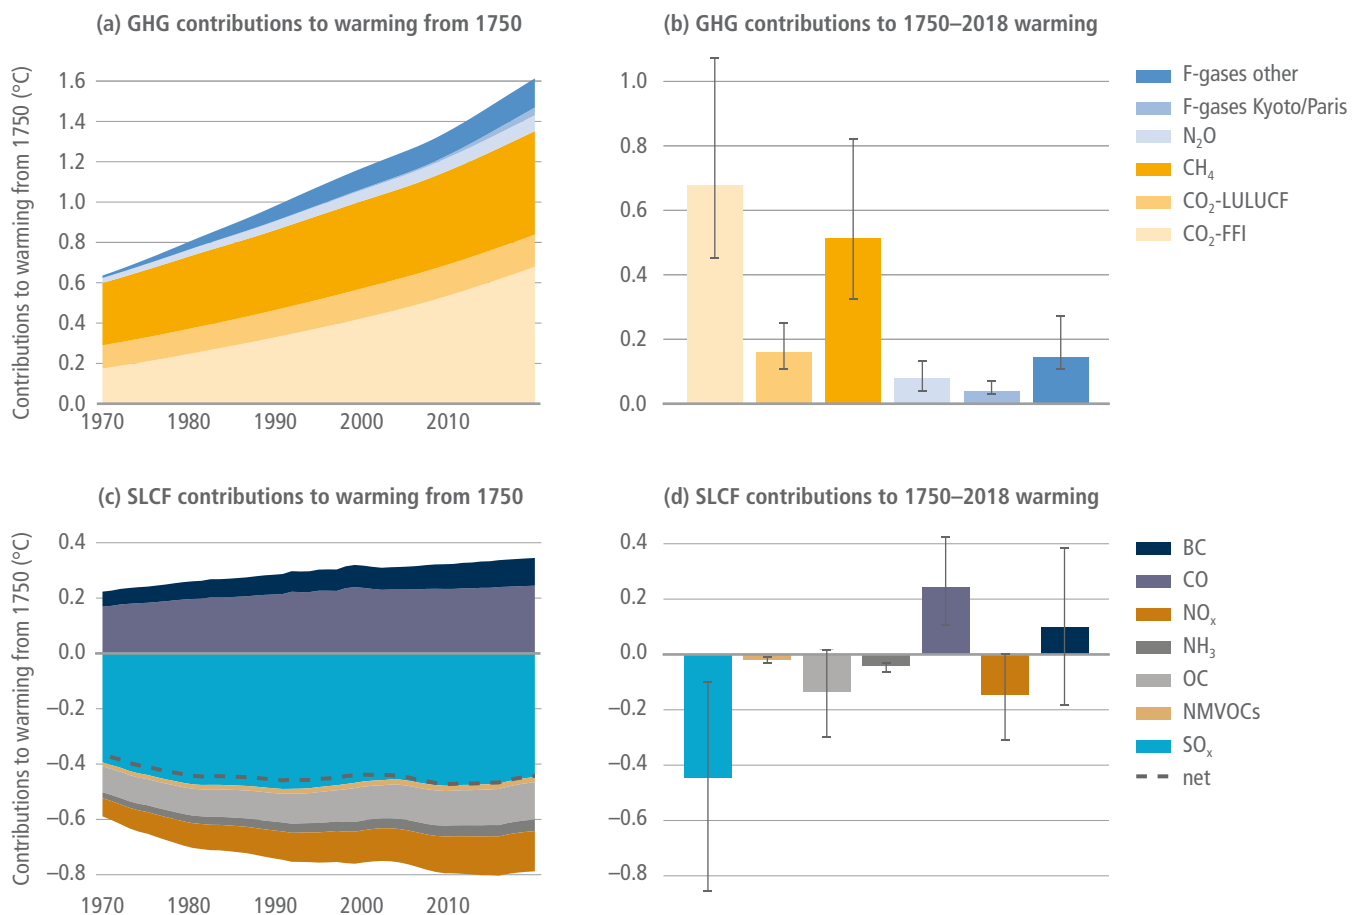 (a) GHG contributions to warming from 1750
Contributions to warming from 1750 (°C)
1.6
1.4
1.2
1.0
0.8
0.6
0.4
0.2
0.0
1970 1980 1990 2000 2010
(b) GHG contributions to 1750–2018 warming
1.0
0.8
0.6
0.4
0.2
0.0
F-gases other
F-gases Kyoto/Paris
N₂O
CH₄
CO₂-LULUCF
CO₂-FFI
(c) SLCF contributions to warming from 1750
Contributions to warming from 1750 (°C)
0.4
0.2
0.0
–0.2
–0.4
–0.6
–0.8
1970 1980 1990 2000 2010
(d) SLCF contributions to 1750–2018 warming
0.4
0.2
0.0
–0.2
–0.4
–0.6
–0.8
BC
CO
NOₓ
NH₃
OC
NMVOCs
SOₓ
net